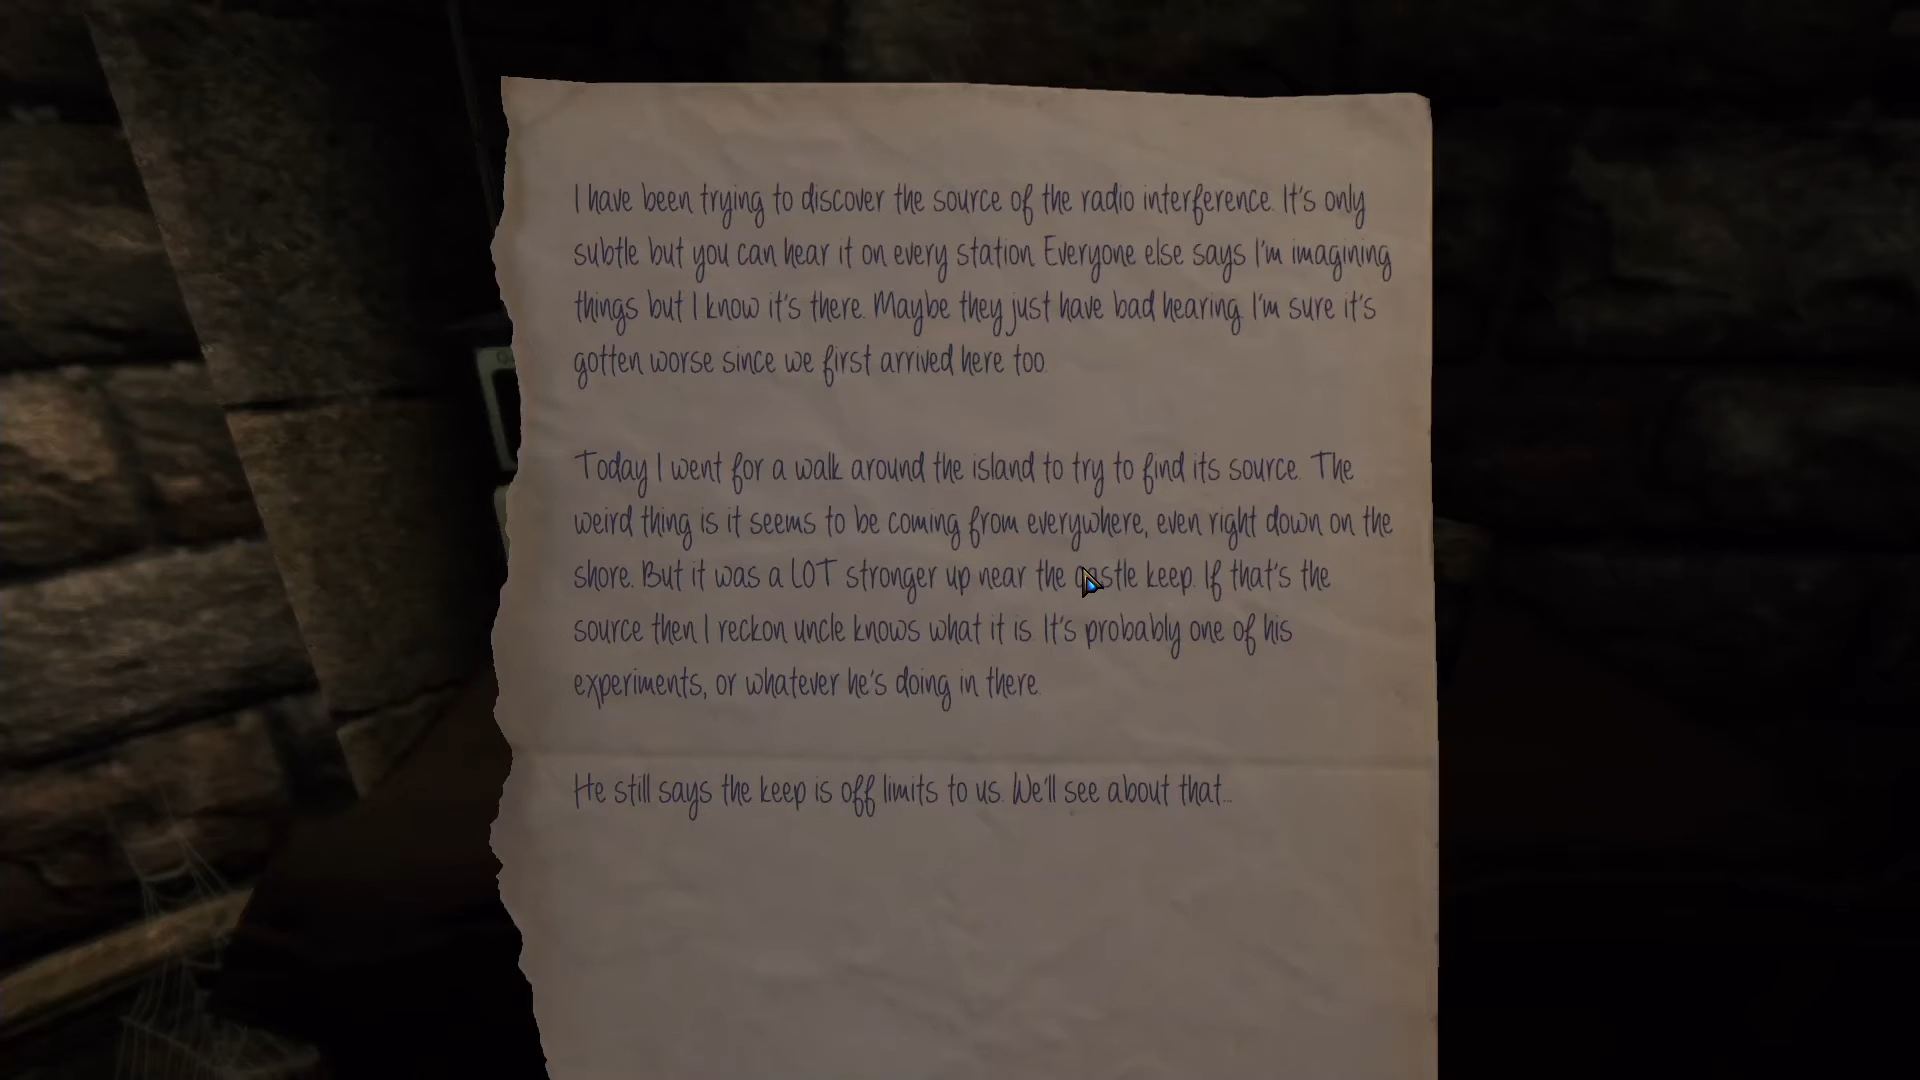 I have been trying to discover the source of the radio interference. It's only
subtle but you can hear it on every station. Everyone else says I'm imagining
things but I know it's there. Maybe they just have bad hearing. I'm sure it's
gotten worse since we first arrived here too.
Today I went for a walk around the island to try to find its source. The
weird thing is it seems to be coming from everywhere, even right down on the
shore. But it was a LOT stronger up near the castle keep. If that's the
source then I reckon uncle knows what it is. It's probably one of his
experiments, or whatever he's doing in there.
He still says the keep is off limits to us. We'll see about that...